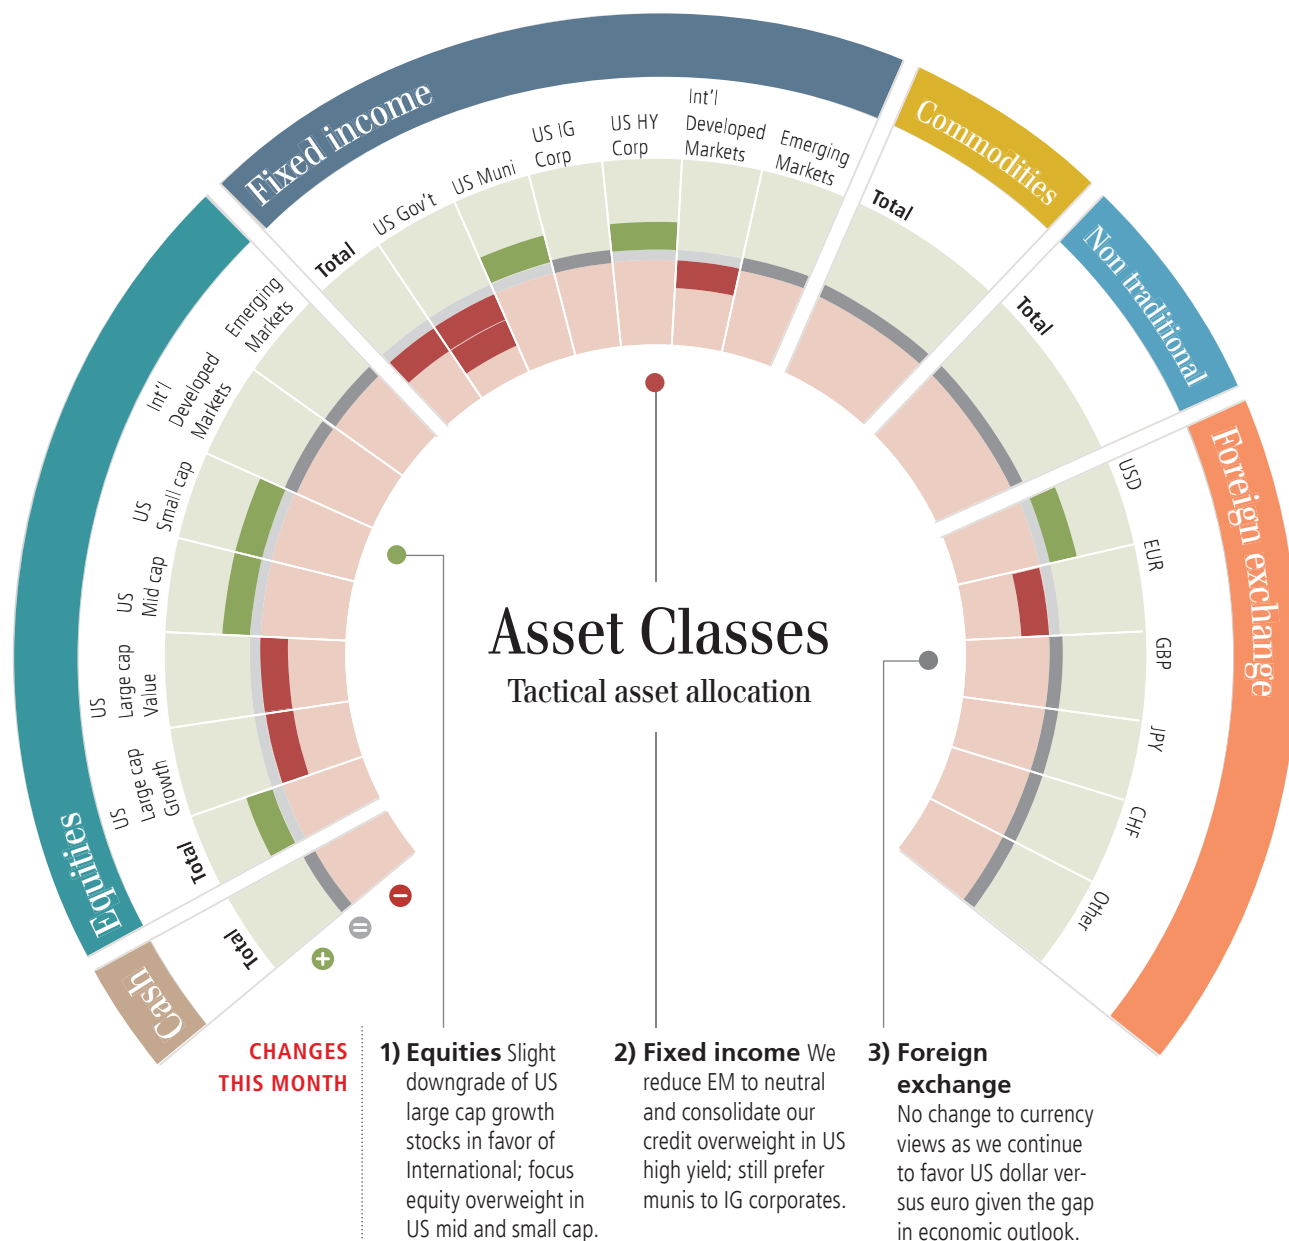 Fixed income
Commodities
Non traditional
Foreign exchange
Equities
Cash
Total
US Gov't
US Muni
US IG
Corp
US HY
Corp
Int'l
Developed
Markets
Emerging
Markets
Total
Total
USD
EUR
GBP
JPY
CHF
Other
Emerging
Markets
Int'l
Developed
Markets
US
Small cap
US
Mid cap
US
Large cap
Value
US
Large cap
Growth
Total
Total
+
=
−
Asset Classes
Tactical asset allocation
CHANGES
THIS MONTH
1) Equities Slight
downgrade of US
large cap growth
stocks in favor of
International; focus
equity overweight in
US mid and small cap.
2) Fixed income We
reduce EM to neutral
and consolidate our
credit overweight in US
high yield; still prefer
munis to IG corporates.
3) Foreign
exchange
No change to currency
views as we continue
to favor US dollar ver-
sus euro given the gap
in economic outlook.